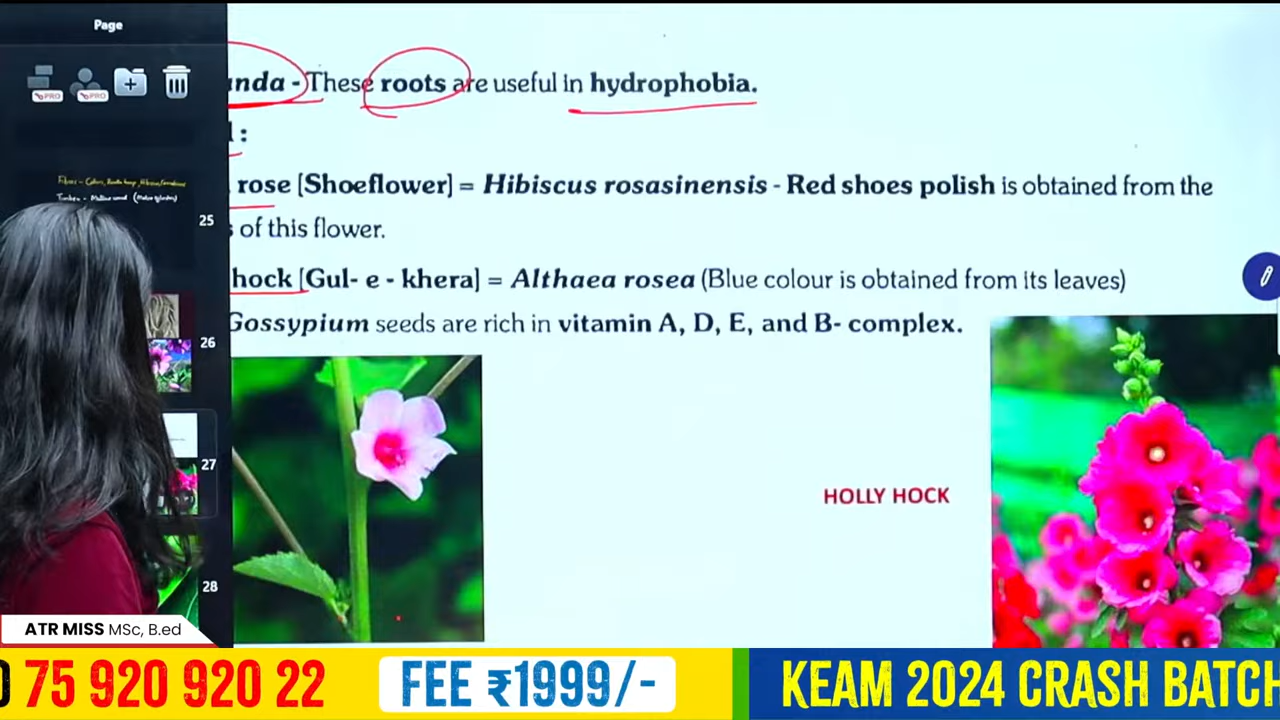 Page
PRO
PRO
nda - These roots are useful in hydrophobia.
:
rose [Shoeflower] = Hibiscus rosasinensis - Red shoes polish is obtained from the
of this flower.
hock [Gul- e - khera] = Althaea rosea (Blue colour is obtained from its leaves)
Gossypium seeds are rich in vitamin A, D, E, and B- complex.
25
26
27
28
HOLLY HOCK
ATR MISS MSc, B.ed
75 920 920 22
FEE ₹1999/-
KEAM 2024 CRASH BATCH